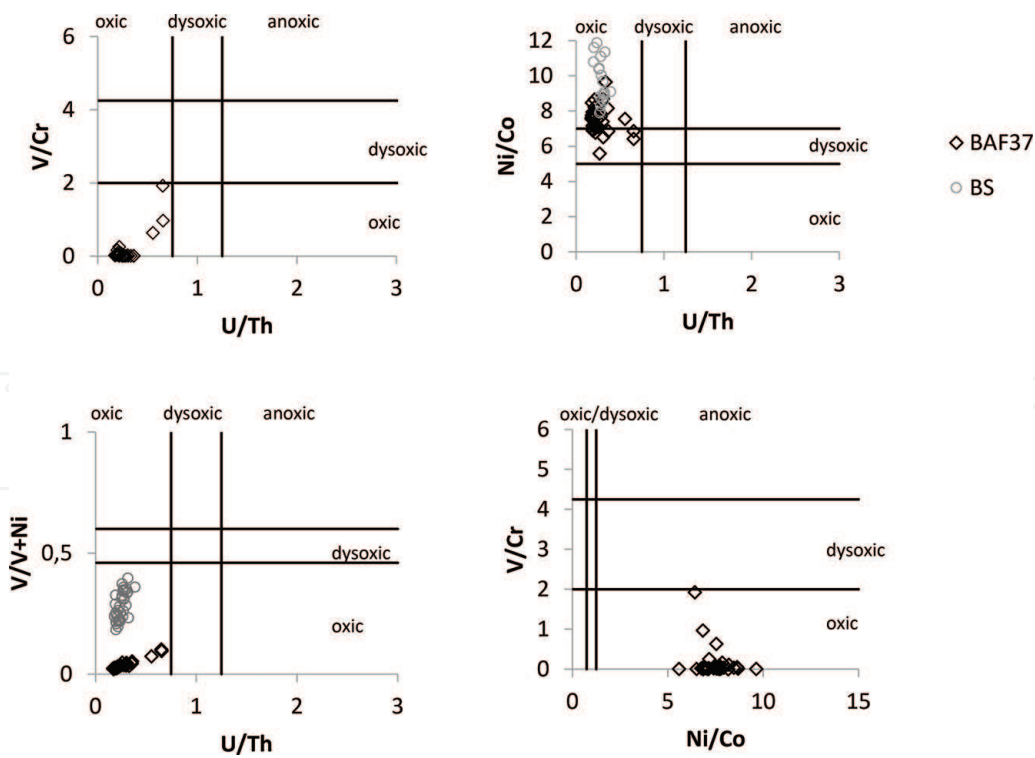 oxic dysoxic anoxic
6
4
2
0
V/Cr
dysoxic
oxic
0 1 2 3
U/Th
oxic dysoxic anoxic
12
10
8
6
4
2
0
Ni/Co
dysoxic
oxic
0 1 2 3
U/Th
BAF37
BS
oxic dysoxic anoxic
1
0,5
0
V/V+Ni
dysoxic
oxic
0 1 2 3
U/Th
oxic/dysoxic anoxic
6
5
4
3
2
1
0
V/Cr
dysoxic
oxic
0 5 10 15
Ni/Co